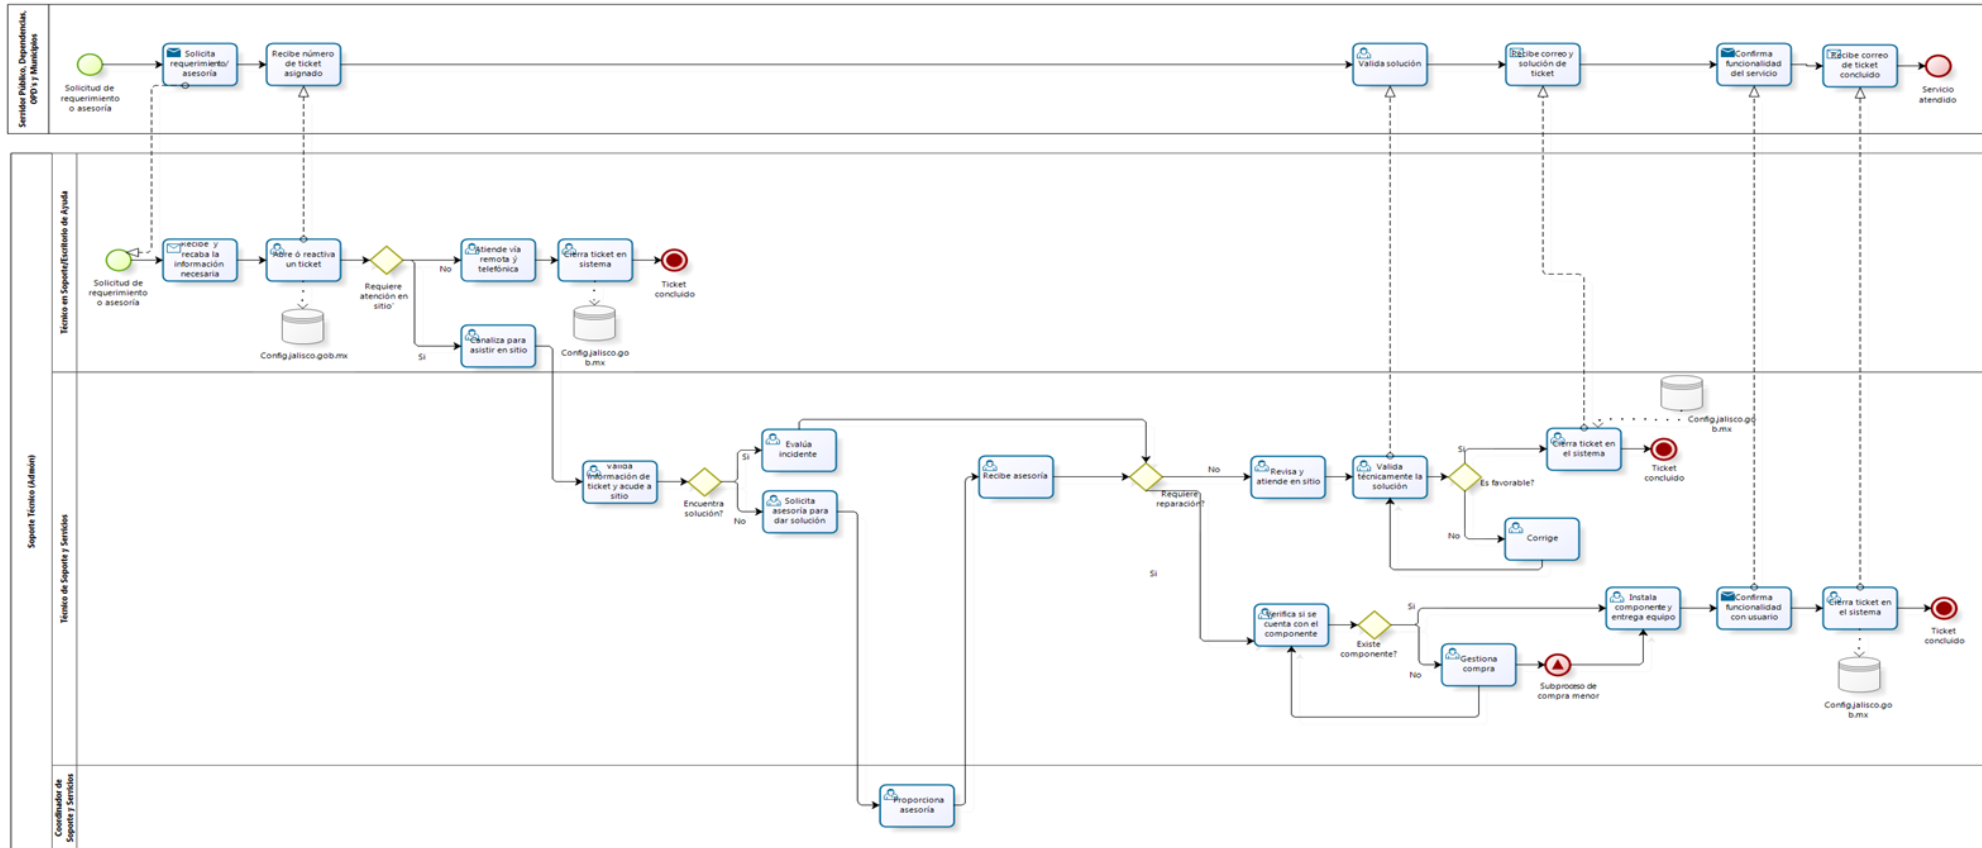 Servidor Público, Dependencias,
OPD's y Municipios
Solicitud de
requerimiento
o asesoría
Solicita
requerimiento/
asesoría
Recibe número
de ticket
asignado
Valida solución
Recibe correo y
solución de
ticket
Confirma
funcionalidad
del servicio
Recibe correo
de ticket
concluido
Servicio
atendido
Soporte Técnico (Admón)
Técnico en Soporte/Escritorio de Ayuda
Solicitud de
requerimiento
o asesoría
Recibe y
recaba la
información
necesaria
Abre ó reactiva
un ticket
Config.jalisco.gob.mx
Requiere
atención en
sitio'
No
Si
Atiende vía
remota ý
telefónica
Cierra ticket en
sistema
Config.jalisco.go
b.mx
Ticket
concluido
Canaliza para
asistir en sitio
Técnico de Soporte y Servicios
Valida
información de
ticket y acude a
sitio
Encuentra
solución?
Si
No
Evalúa
incidente
Solicita
asesoría para
dar solución
Recibe asesoría
Requiere
reparación?
No
Si
Revisa y
atiende en sitio
Valida
técnicamente la
solución
Es favorable?
Si
No
Cierra ticket en
el sistema
Config.jalisco.go
b.mx
Ticket
concluido
Corrige
Verifica si se
cuenta con el
componente
Existe
componente?
Si
No
Gestiona
compra
Subproceso de
compra menor
Instala
componente y
entrega equipo
Confirma
funcionalidad
con usuario
Cierra ticket en
el sistema
Config.jalisco.go
b.mx
Ticket
concluido
Coordinador de
Soporte y Servicios
Proporciona
asesoría